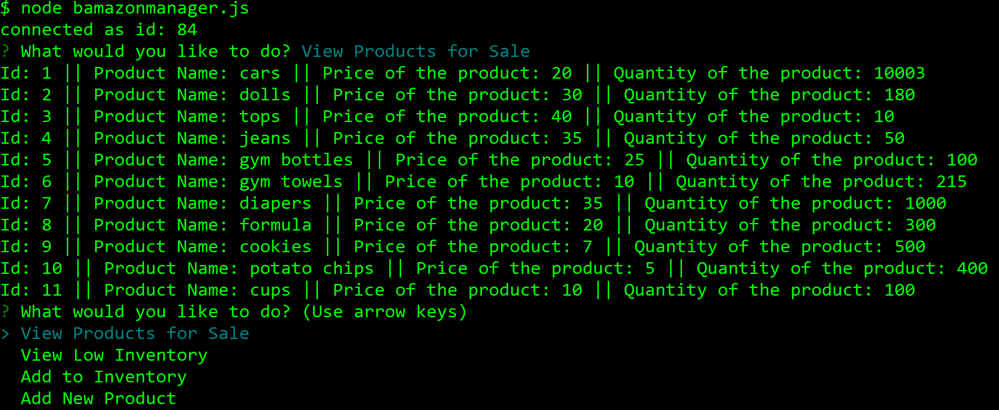 $ node bamazonmanager.js
connected as id: 84
? What would you like to do? View Products for Sale
Id: 1 || Product Name: cars || Price of the product: 20 || Quantity of the product: 10003
Id: 2 || Product Name: dolls || Price of the product: 30 || Quantity of the product: 180
Id: 3 || Product Name: tops || Price of the product: 40 || Quantity of the product: 10
Id: 4 || Product Name: jeans || Price of the product: 35 || Quantity of the product: 50
Id: 5 || Product Name: gym bottles || Price of the product: 25 || Quantity of the product: 100
Id: 6 || Product Name: gym towels || Price of the product: 10 || Quantity of the product: 215
Id: 7 || Product Name: diapers || Price of the product: 35 || Quantity of the product: 1000
Id: 8 || Product Name: formula || Price of the product: 20 || Quantity of the product: 300
Id: 9 || Product Name: cookies || Price of the product: 7 || Quantity of the product: 500
Id: 10 || Product Name: potato chips || Price of the product: 5 || Quantity of the product: 400
Id: 11 || Product Name: cups || Price of the product: 10 || Quantity of the product: 100
? What would you like to do? (Use arrow keys)
> View Products for Sale
  View Low Inventory
  Add to Inventory
  Add New Product